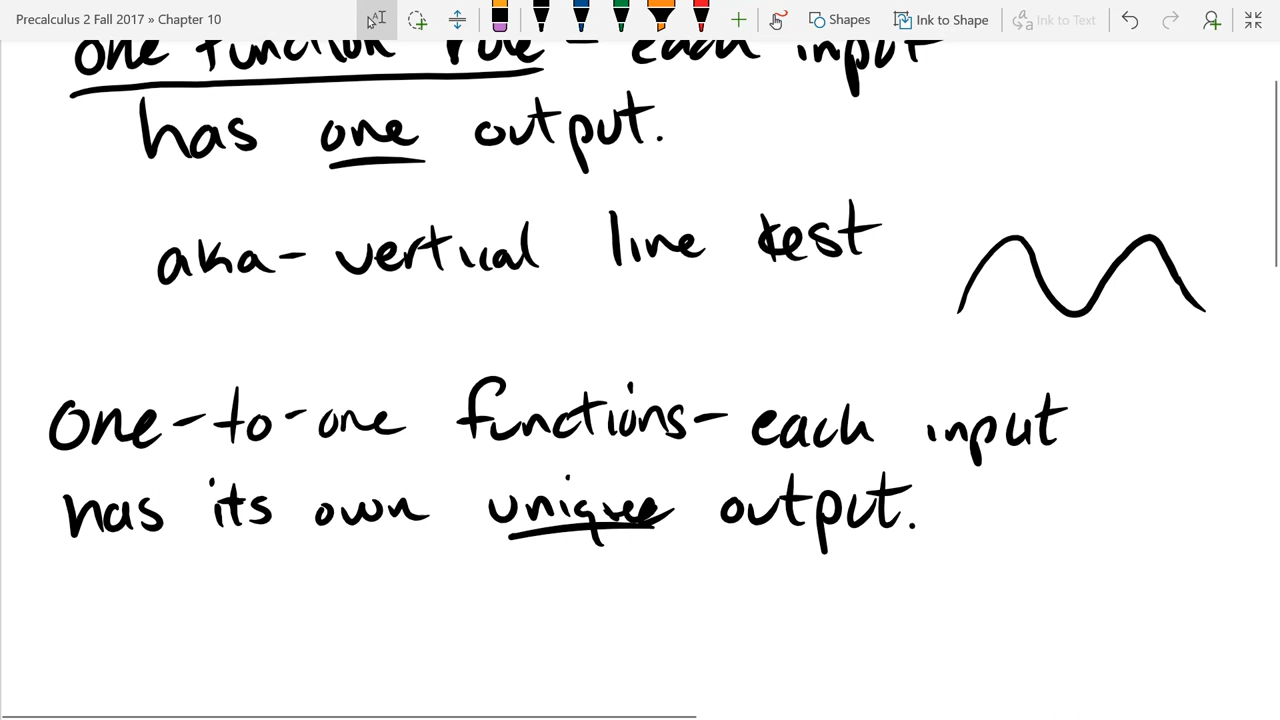 Precalculus 2 Fall 2017 » Chapter 10
Shapes
Ink to Shape
Ink to Text
one function rule - each input
has one output.
aka - vertical line test
one-to-one functions - each input
has its own unique output.